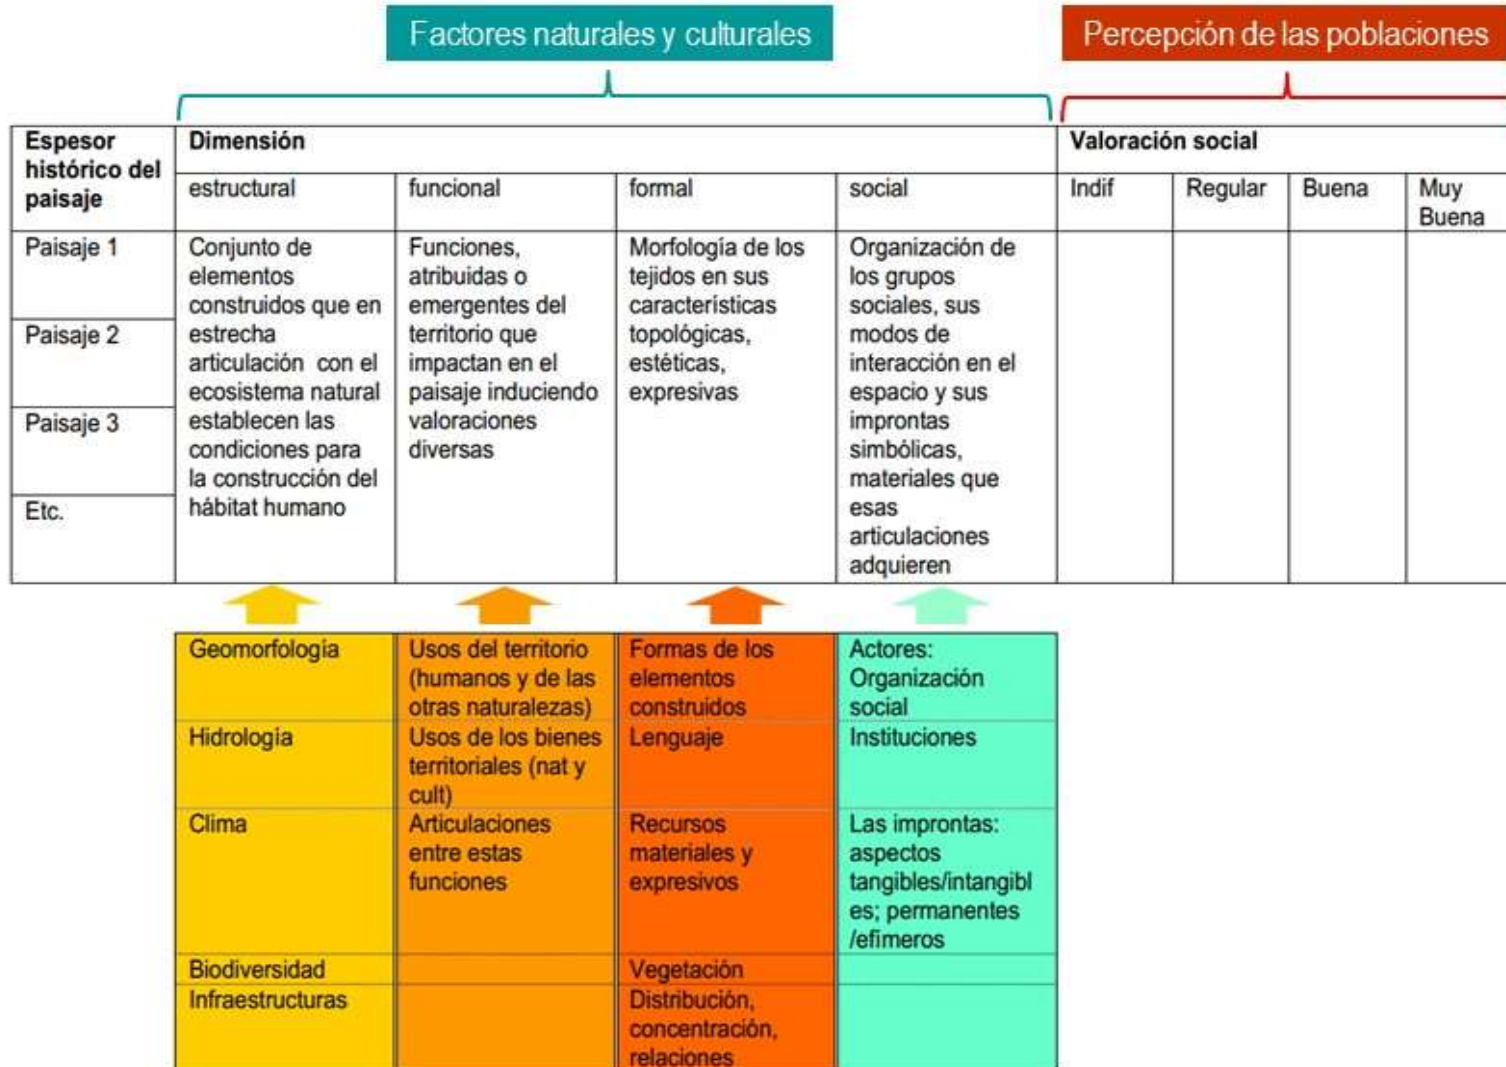 Factores naturales y culturales
Percepción de las poblaciones
Espesor
histórico del
paisaje
Dimensión
Valoración social
estructural
funcional
formal
social
Indif
Regular
Buena
Muy
Buena
Paisaje 1
Paisaje 2
Paisaje 3
Etc.
Conjunto de
elementos
construidos que en
estrecha
articulación con el
ecosistema natural
establecen las
condiciones para
la construcción del
hábitat humano
Funciones,
atribuidas o
emergentes del
territorio que
impactan en el
paisaje induciendo
valoraciones
diversas
Morfología de los
tejidos en sus
características
topológicas,
estéticas,
expresivas
Organización de
los grupos
sociales, sus
modos de
interacción en el
espacio y sus
improntas
simbólicas,
materiales que
esas
articulaciones
adquieren
Geomorfología
Usos del territorio
(humanos y de las
otras naturalezas)
Formas de los
elementos
construidos
Actores:
Organización
social
Hidrología
Usos de los bienes
territoriales (nat y
cult)
Lenguaje
Instituciones
Clima
Articulaciones
entre estas
funciones
Recursos
materiales y
expresivos
Las improntas:
aspectos
tangibles/intangibl
es; permanentes
/efímeros
Biodiversidad
Vegetación
Infraestructuras
Distribución,
concentración,
relaciones